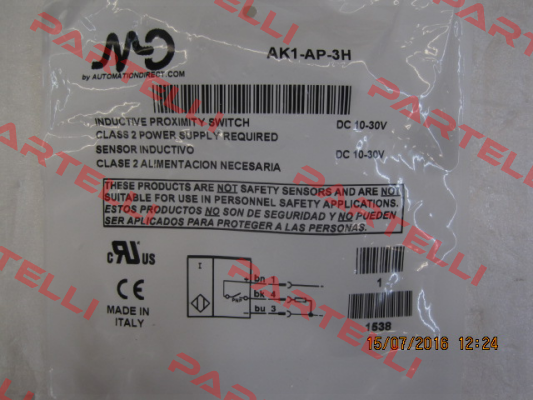 PARTELLI
AK1-AP-3H
by AUTOMATIONDIRECT.COM
INDUCTIVE PROXIMITY SWITCH DC 10-30V
CLASS 2 POWER SUPPLY REQUIRED
SENSOR INDUCTIVO DC 10-30V
CLASE 2 ALIMENTACION NECESARIA
THESE PRODUCTS ARE NOT SAFETY SENSORS AND ARE NOT
SUITABLE FOR USE IN PERSONNEL SAFETY APPLICATIONS.
ESTOS PRODUCTOS NO SON DE SEGURIDAD Y NO PUEDEN
SER APLICADOS PARA PROTEGER A LAS PERSONAS.
c RU US
CE
MADE IN
ITALY
I
bn 1
bk 4
PNP
bu 3
1
1538
15/07/2016 12:24
PARTELLI
PARTELLI
PARTELLI